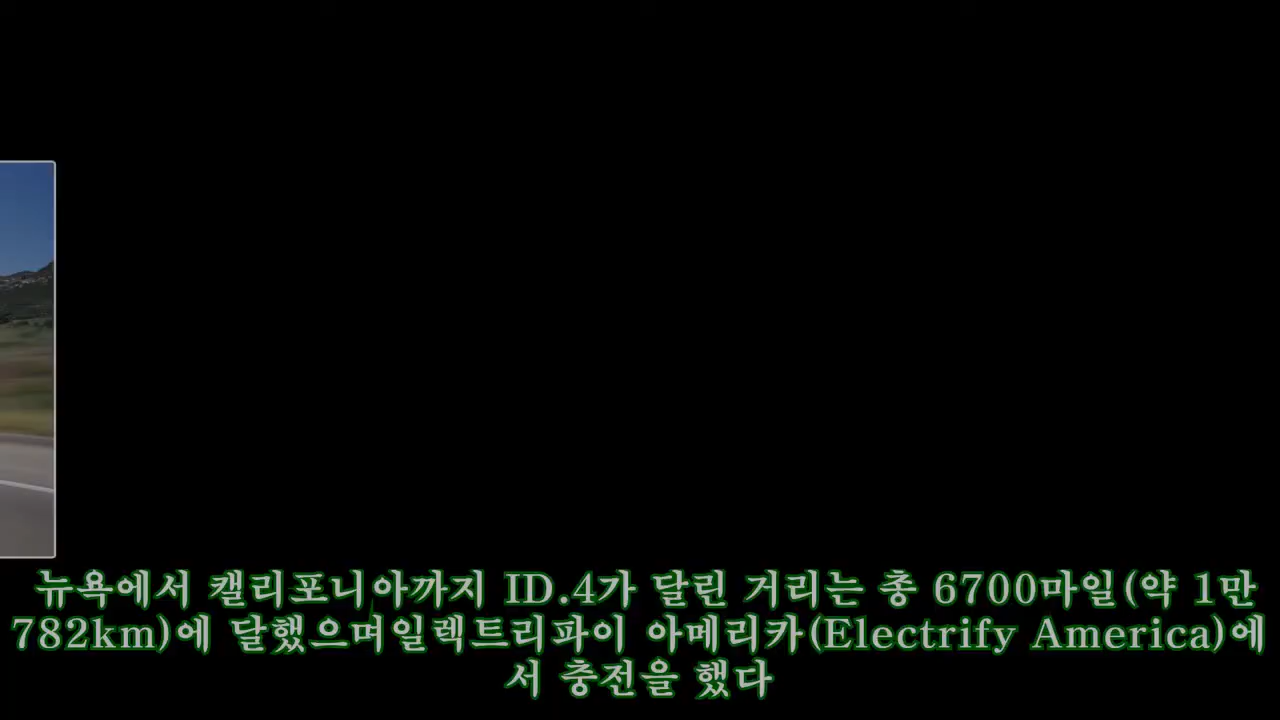 뉴욕에서 캘리포니아까지 ID.4가 달린 거리는 총 6700마일(약 1만
782km)에 달했으며일렉트리파이 아메리카(Electrify America)에
서 충전을 했다